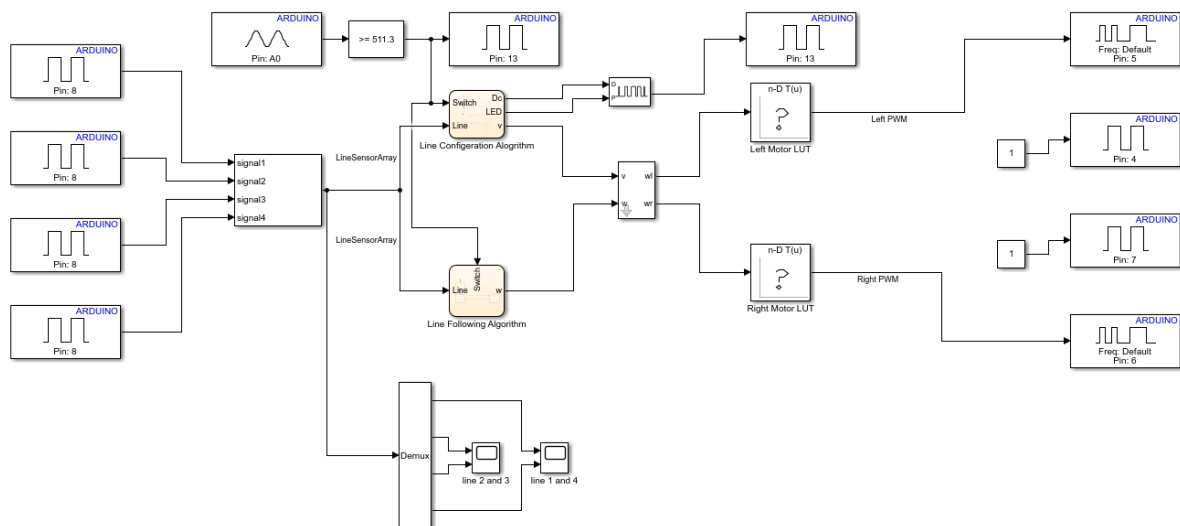 ARDUINO
Pin: 8
ARDUINO
Pin: 8
ARDUINO
Pin: 8
ARDUINO
Pin: 8
signal1
signal2
signal3
signal4
ARDUINO
Pin: A0
>= 511.3
ARDUINO
Pin: 13
LineSensorArray
LineSensorArray
Switch
Line
Dc
LED
v
Line Configeration Alogrithm
D
P
ARDUINO
Pin: 13
Switch
Line
w
Line Following Algorithm
v
w
wl
wr
n-D T(u)
Left Motor LUT
Left PWM
n-D T(u)
Right Motor LUT
Right PWM
ARDUINO
Freq: Default
Pin: 5
1
ARDUINO
Pin: 4
1
ARDUINO
Pin: 7
ARDUINO
Freq: Default
Pin: 6
Demux
line 2 and 3
line 1 and 4